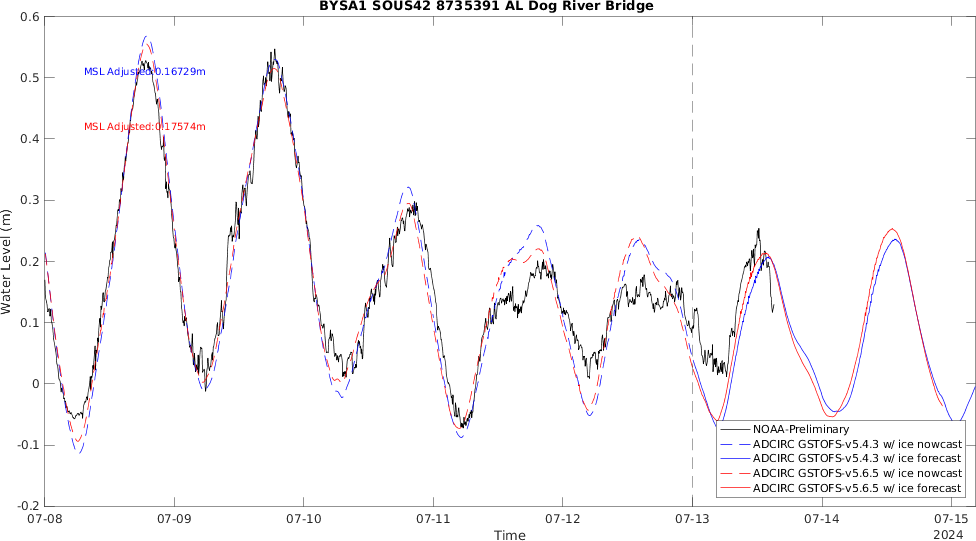 BYSA1 SOUS42 8735391 AL Dog River Bridge
0.6
0.5
0.4
0.3
0.2
0.1
0
-0.1
-0.2
Water Level (m)
MSL Adjusted:0.16729m
MSL Adjusted:0.17574m
NOAA-Preliminary
ADCIRC GSTOFS-v5.4.3 w/ ice nowcast
ADCIRC GSTOFS-v5.4.3 w/ ice forecast
ADCIRC GSTOFS-v5.6.5 w/ ice nowcast
ADCIRC GSTOFS-v5.6.5 w/ ice forecast
07-08 07-09 07-10 07-11 07-12 07-13 07-14 07-15
Time
2024